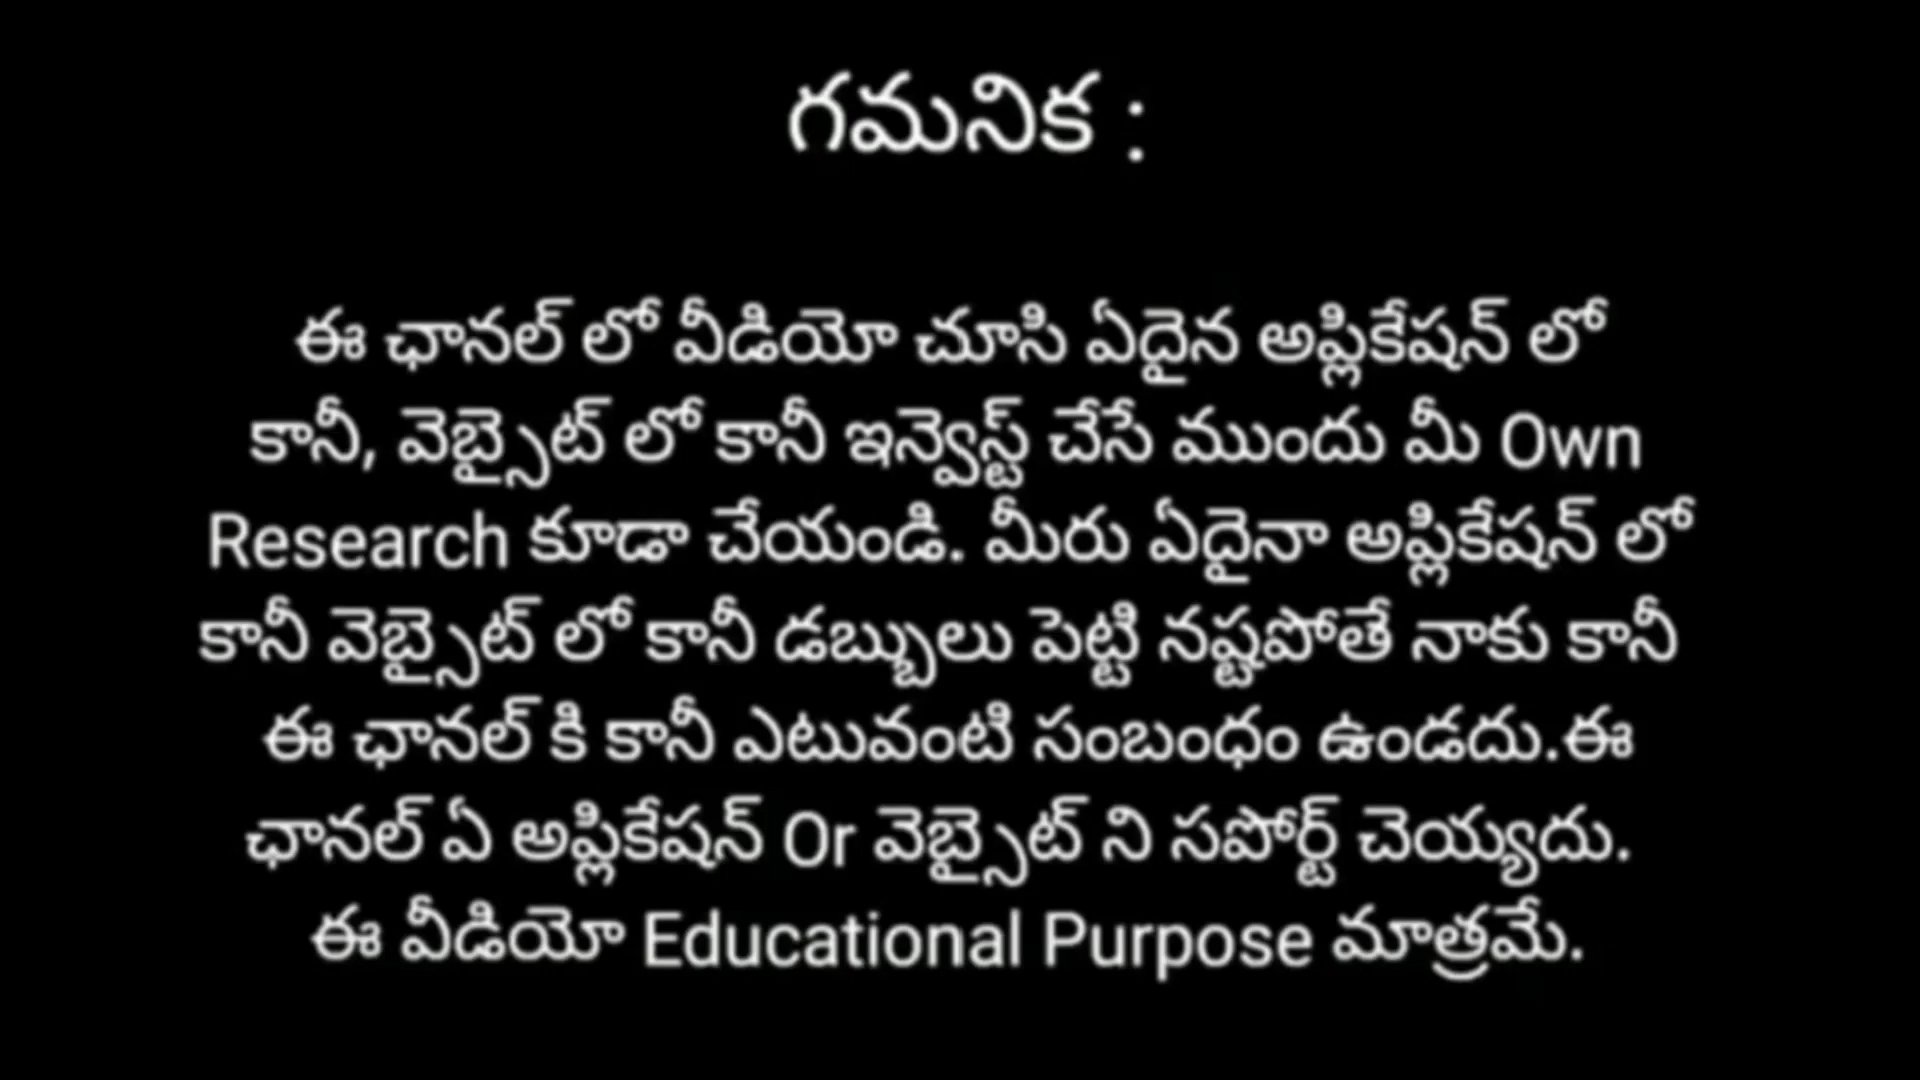 గమనిక :
ఈ ఛానల్ లో వీడియో చూసి ఏదైన అప్లికేషన్ లో
కానీ, వెబ్సైట్ లో కానీ ఇన్వెస్ట్ చేసే ముందు మీ Own
Research కూడా చేయండి. మీరు ఏదైనా అప్లికేషన్ లో
కానీ వెబ్సైట్ లో కానీ డబ్బులు పెట్టి నష్టపోతే నాకు కానీ
ఈ ఛానల్ కి కానీ ఎటువంటి సంబంధం ఉండదు.ఈ
ఛానల్ ఏ అప్లికేషన్ Or వెబ్సైట్ ని సపోర్ట్ చెయ్యదు.
ఈ వీడియో Educational Purpose మాత్రమే.